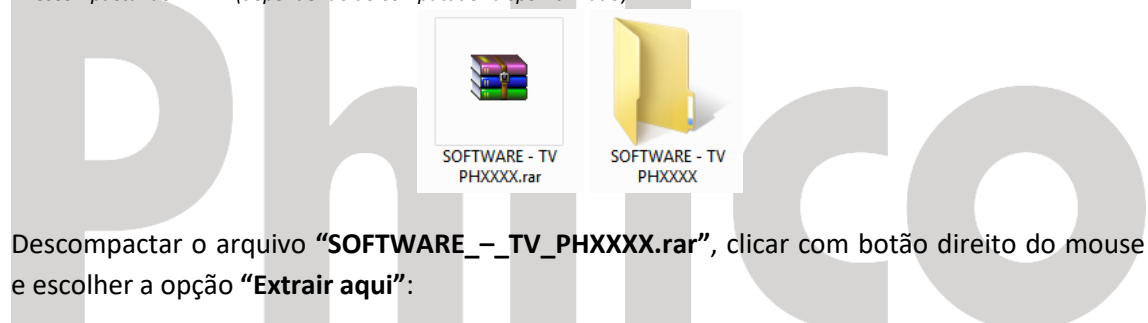 SOFTWARE - TV
PHXXXX.rar
SOFTWARE - TV
PHXXXX
Descompactar o arquivo “SOFTWARE_–_TV_PHXXXX.rar”, clicar com botão direito do mouse
e escolher a opção “Extrair aqui”:
Philco